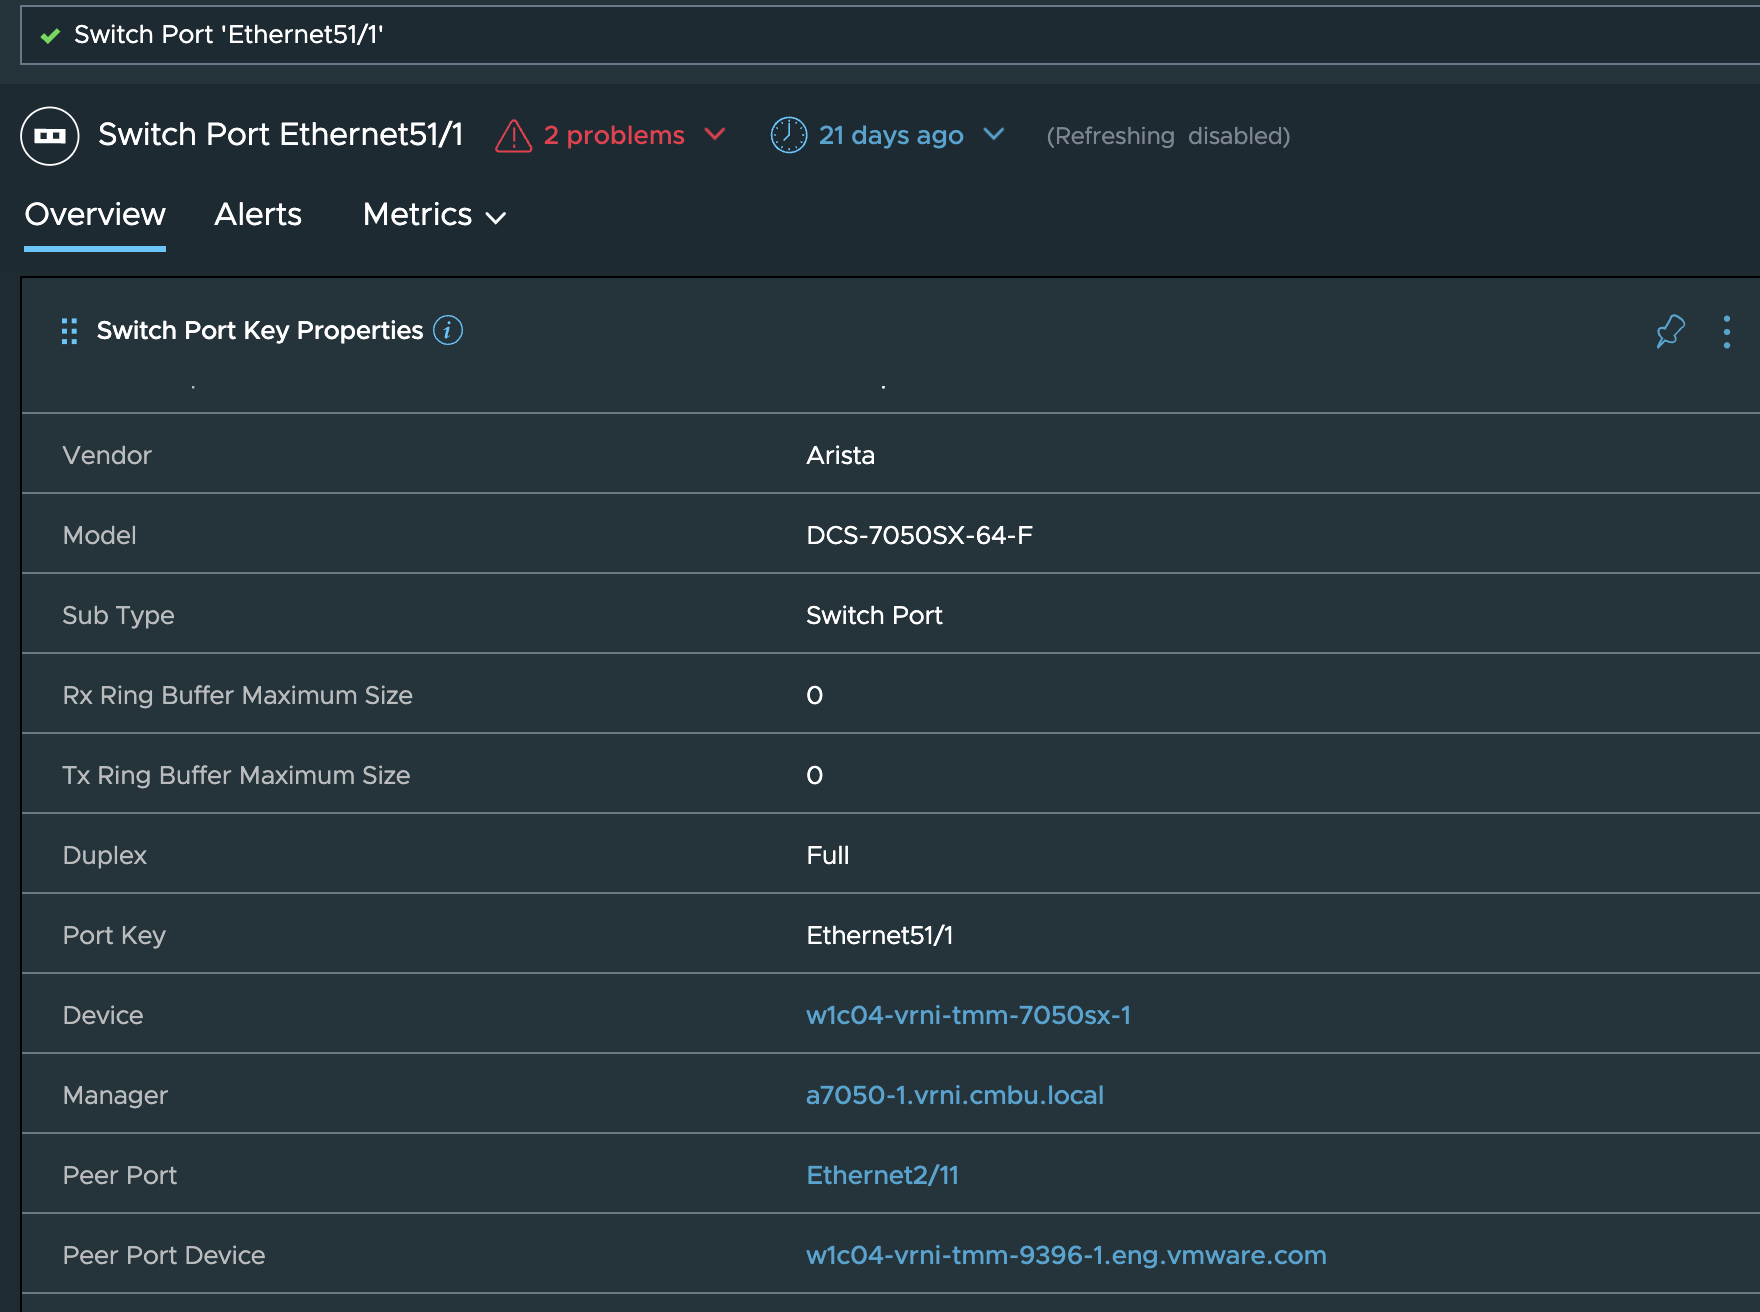 Switch Port 'Ethernet51/1'
Switch Port Ethernet51/1 2 problems 21 days ago (Refreshing disabled)
Overview Alerts Metrics
Switch Port Key Properties
Vendor Arista
Model DCS-7050SX-64-F
Sub Type Switch Port
Rx Ring Buffer Maximum Size 0
Tx Ring Buffer Maximum Size 0
Duplex Full
Port Key Ethernet51/1
Device w1c04-vrni-tmm-7050sx-1
Manager a7050-1.vrni.cmbu.local
Peer Port Ethernet2/11
Peer Port Device w1c04-vrni-tmm-9396-1.eng.vmware.com